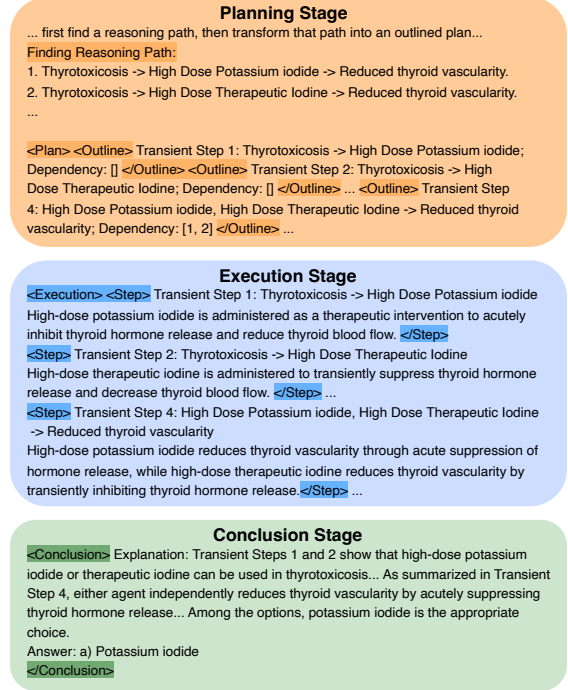 Planning Stage
... first find a reasoning path, then transform that path into an outlined plan...
Finding Reasoning Path:
1. Thyrotoxicosis -> High Dose Potassium iodide -> Reduced thyroid vascularity.
2. Thyrotoxicosis -> High Dose Therapeutic Iodine -> Reduced thyroid vascularity.
...
<Plan> <Outline> Transient Step 1: Thyrotoxicosis -> High Dose Potassium iodide;
Dependency: [] </Outline> <Outline> Transient Step 2: Thyrotoxicosis -> High
Dose Therapeutic Iodine; Dependency: [] </Outline> ... <Outline> Transient Step
4: High Dose Potassium iodide, High Dose Therapeutic Iodine -> Reduced thyroid
vascularity; Dependency: [1, 2] </Outline> ...
Execution Stage
<Execution> <Step> Transient Step 1: Thyrotoxicosis -> High Dose Potassium iodide
High-dose potassium iodide is administered as a therapeutic intervention to acutely
inhibit thyroid hormone release and reduce thyroid blood flow. </Step>
<Step> Transient Step 2: Thyrotoxicosis -> High Dose Therapeutic Iodine
High-dose therapeutic iodine is administered to transiently suppress thyroid hormone
release and decrease thyroid blood flow. </Step> ...
<Step> Transient Step 4: High Dose Potassium iodide, High Dose Therapeutic Iodine
-> Reduced thyroid vascularity
High-dose potassium iodide reduces thyroid vascularity through acute suppression of
hormone release, while high-dose therapeutic iodine reduces thyroid vascularity by
transiently inhibiting thyroid hormone release.</Step> ...
Conclusion Stage
<Conclusion> Explanation: Transient Steps 1 and 2 show that high-dose potassium
iodide or therapeutic iodine can be used in thyrotoxicosis... As summarized in Transient
Step 4, either agent independently reduces thyroid vascularity by acutely suppressing
thyroid hormone release... Among the options, potassium iodide is the appropriate
choice.
Answer: a) Potassium iodide
</Conclusion>